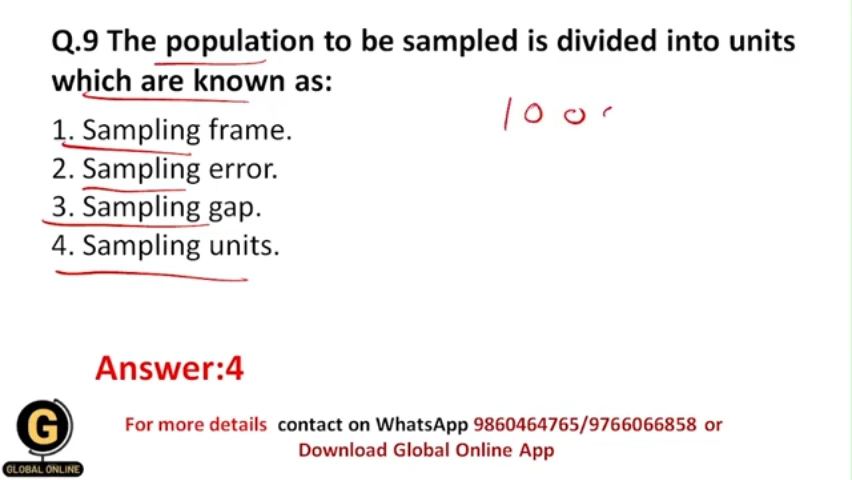 Q.9 The population to be sampled is divided into units
which are known as:
1. Sampling frame.
2. Sampling error.
3. Sampling gap.
4. Sampling units.
Answer:4
G
GLOBAL ONLINE
For more details contact on WhatsApp 9860464765/9766066858 or
Download Global Online App